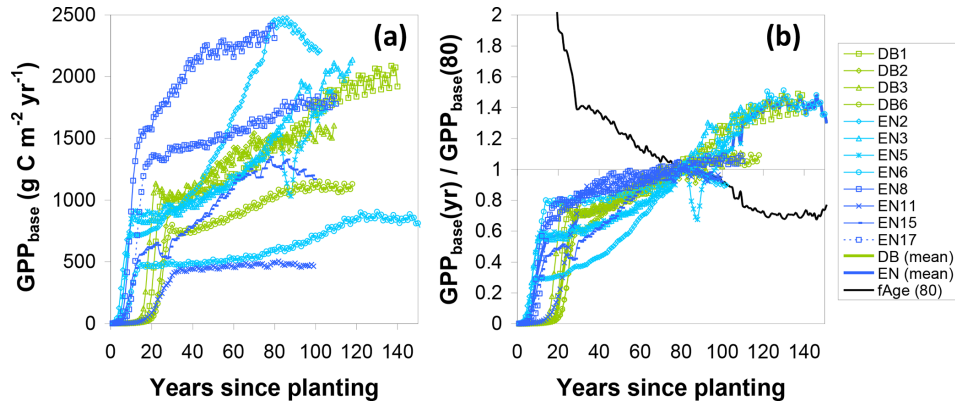 (a)
GPPbase (g C m⁻² yr⁻¹)
2500
2000
1500
1000
500
0
0 20 40 60 80 100 120 140
Years since planting
(b)
GPPbase(yr) / GPPbase(80)
2
1.8
1.6
1.4
1.2
1
0.8
0.6
0.4
0.2
0
0 20 40 60 80 100 120 140
Years since planting
DB1
DB2
DB3
DB6
EN2
EN3
EN5
EN6
EN8
EN11
EN15
EN17
DB (mean)
EN (mean)
fAge (80)